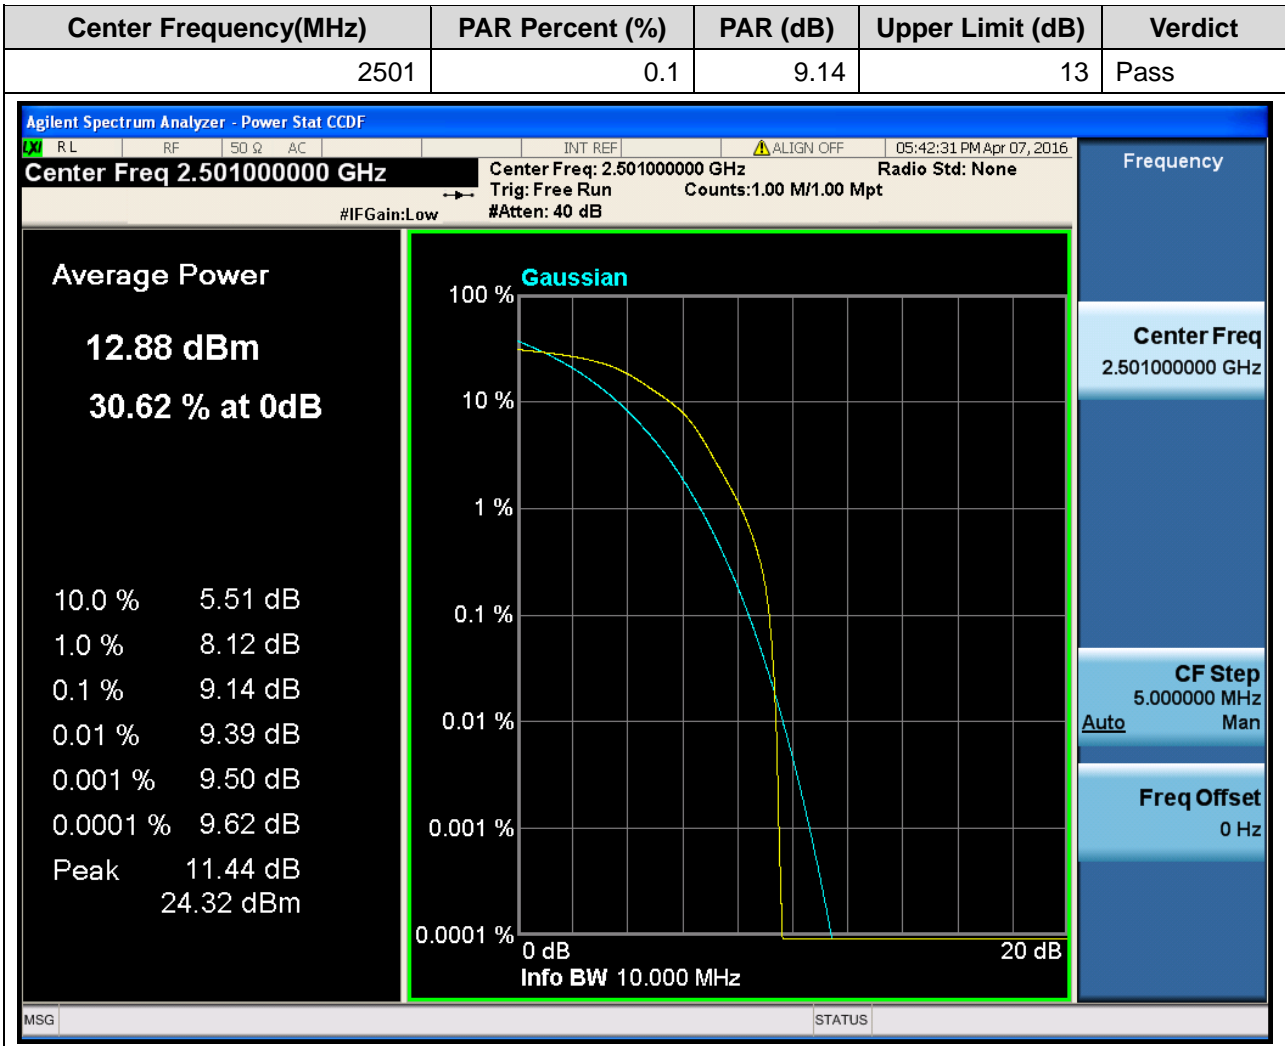 Center Frequency(MHz) PAR Percent (%) PAR (dB) Upper Limit (dB) Verdict
2501 0.1 9.14 13 Pass
Agilent Spectrum Analyzer - Power Stat CCDF
LXI RL RF 50 Ω AC INT REF ALIGN OFF 05:42:31 PM Apr 07, 2016
Center Freq 2.501000000 GHz
Center Freq: 2.501000000 GHz Radio Std: None
Trig: Free Run Counts:1.00 M/1.00 Mpt
#IFGain:Low #Atten: 40 dB
Average Power
12.88 dBm
30.62 % at 0dB
10.0 % 5.51 dB
1.0 % 8.12 dB
0.1 % 9.14 dB
0.01 % 9.39 dB
0.001 % 9.50 dB
0.0001 % 9.62 dB
Peak 11.44 dB
24.32 dBm
Gaussian
100 %
10 %
1 %
0.1 %
0.01 %
0.001 %
0.0001 %
0 dB 20 dB
Info BW 10.000 MHz
Frequency
Center Freq
2.501000000 GHz
CF Step
5.000000 MHz
Auto Man
Freq Offset
0 Hz
MSG STATUS